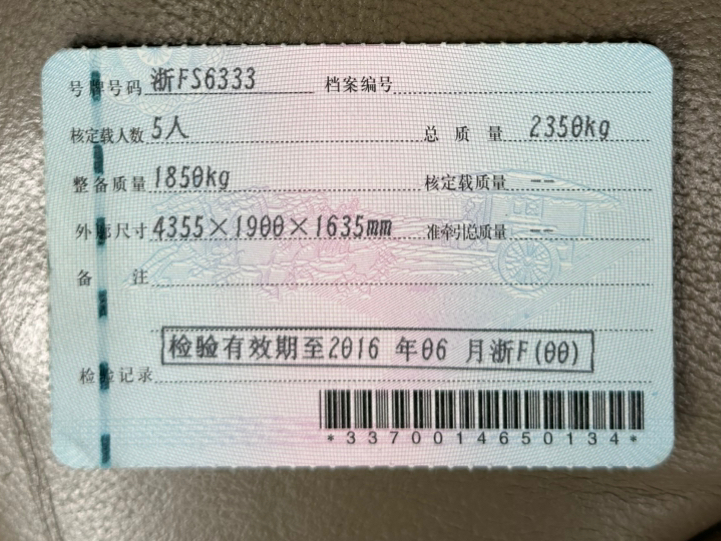 号牌号码 浙FS6333 档案编号
核定载人数 5人 总质量 2350kg
整备质量 1850kg 核定载质量 --
外廓尺寸 4355×1900×1635mm 准牵引总质量 --
备注
检验有效期至2016年06月浙F(00)
检验记录
*3370014650134*